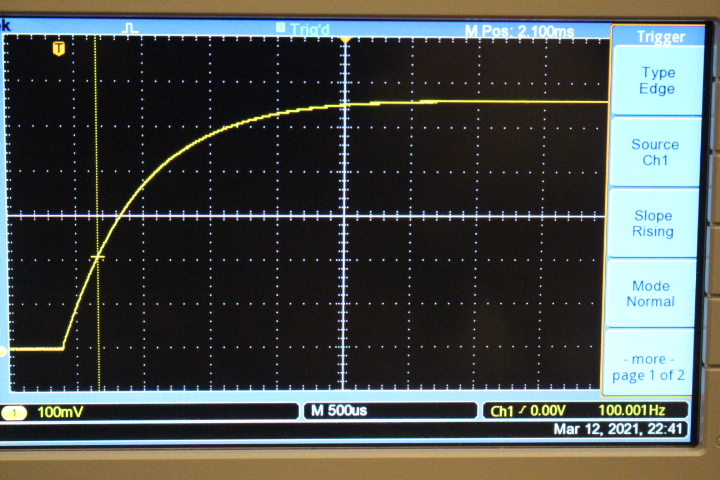 k Trig'd M Pos: 2.100ms Trigger
T
Type
Edge
Source
Ch1
Slope
Rising
Mode
Normal
- more -
page 1 of 2
1 100mV M 500us Ch1 0.00V 100.001Hz
Mar 12, 2021, 22:41